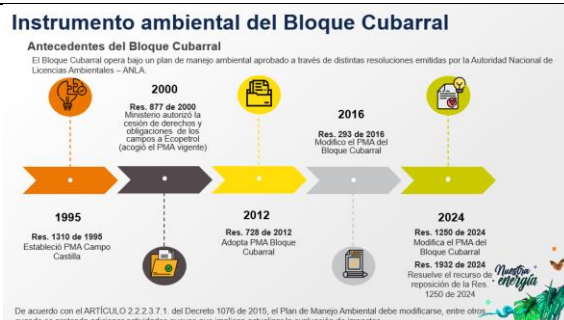 Instrumento ambiental del Bloque Cubarral
Antecedentes del Bloque Cubarral
El Bloque Cubarral opera bajo un plan de manejo ambiental aprobado a través de distintas resoluciones emitidas por la Autoridad Nacional de
Licencias Ambientales – ANLA.
1995
Res. 1310 de 1995
Estableció PMA Campo
Castilla
2000
Res. 877 de 2000
Ministerio autorizó la
cesión de derechos y
obligaciones de los
campos a Ecopetrol
(acogió el PMA vigente)
2012
Res. 728 de 2012
Adopta PMA Bloque
Cubarral
2016
Res. 293 de 2016
Modifico el PMA del
Bloque Cubarral
2024
Res. 1250 de 2024
Modifica el PMA del
Bloque Cubarral
Res. 1932 de 2024
Resuelve el recurso de
reposición de la Res.
1250 de 2024
Nuestra
energía
De acuerdo con el ARTÍCULO 2.2.2.3.7.1. del Decreto 1076 de 2015, el Plan de Manejo Ambiental debe modificarse, entre otros